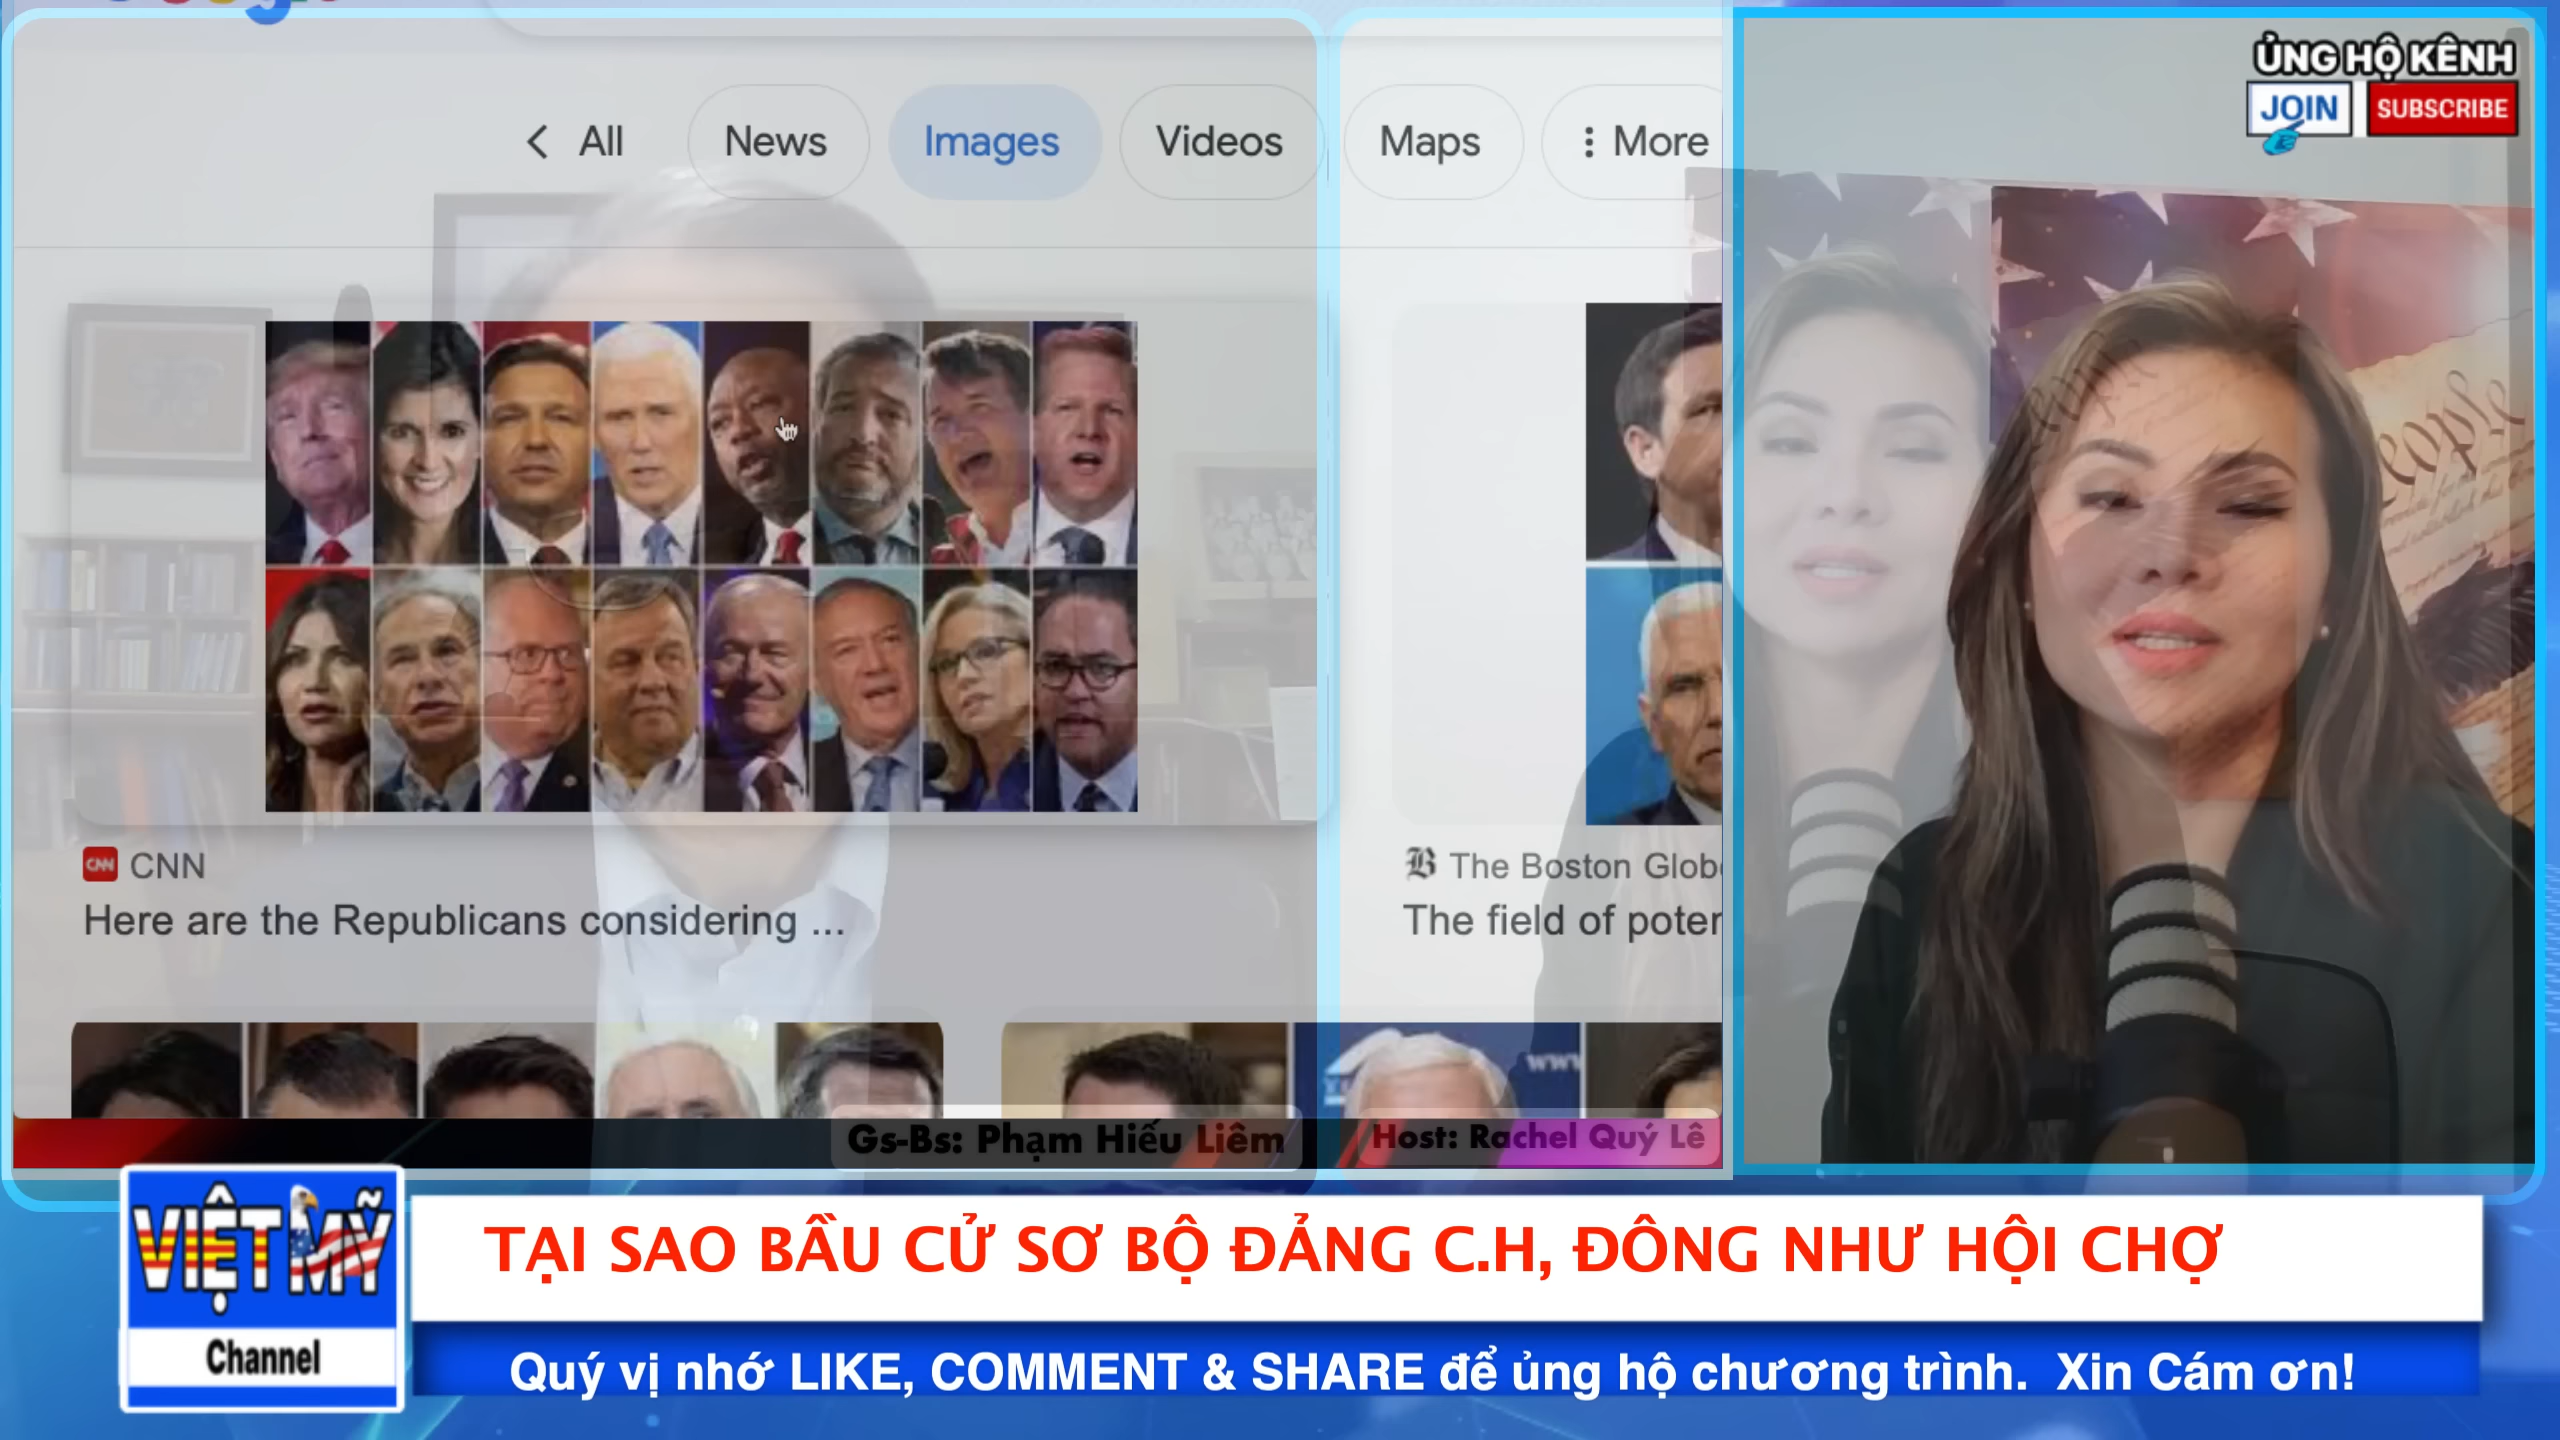 ỦNG HỘ KÊNH
JOIN SUBSCRIBE
All News Images Videos Maps More
CNN CNN
Here are the Republicans considering ...
B The Boston Glob
The field of poter
www
Gs-Bs: Phạm Hiếu Liêm
Host: Rachel Quý Lê
VIỆT MỸ
Channel
TẠI SAO BẦU CỬ SƠ BỘ ĐẢNG C.H, ĐÔNG NHƯ HỘI CHỢ
Quý vị nhớ LIKE, COMMENT & SHARE để ủng hộ chương trình. Xin Cám ơn!